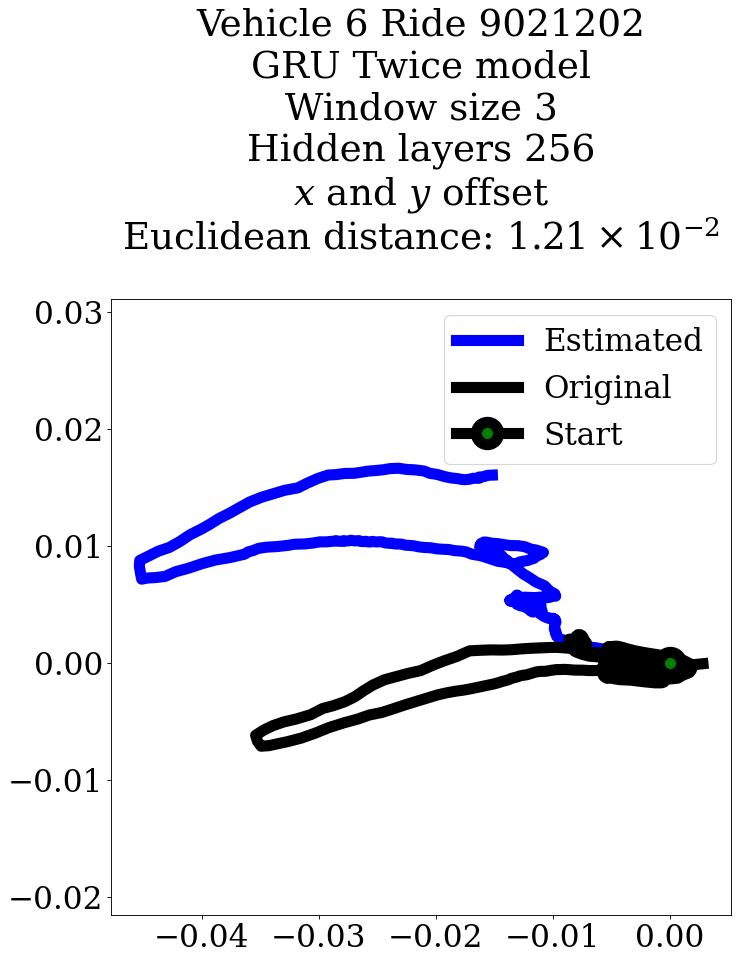 Vehicle 6 Ride 9021202
GRU Twice model
Window size 3
Hidden layers 256
x and y offset
Euclidean distance: 1.21 × 10⁻²
Estimated
Original
Start
0.03
0.02
0.01
0.00
−0.01
−0.02
−0.04 −0.03 −0.02 −0.01 0.00